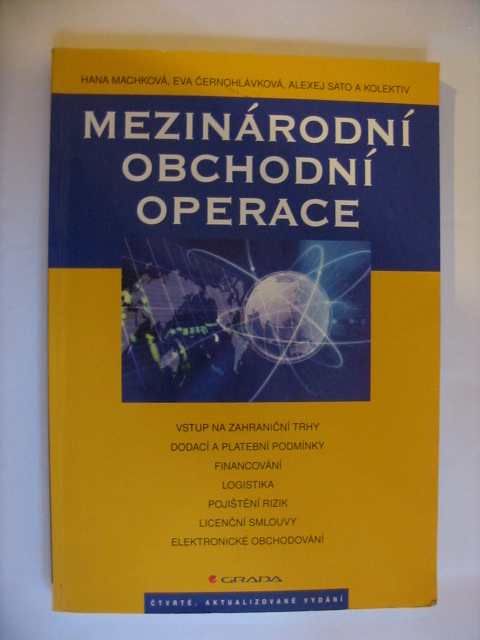 HANA MACHKOVÁ, EVA ČERNOHLÁVKOVÁ, ALEXEJ SATO A KOLEKTIV
MEZINÁRODNÍ
OBCHODNÍ
OPERACE
VSTUP NA ZAHRANIČNÍ TRHY
DODACÍ A PLATEBNÍ PODMÍNKY
FINANCOVÁNÍ
LOGISTIKA
POJIŠTĚNÍ RIZIK
LICENČNÍ SMLOUVY
ELEKTRONICKÉ OBCHODOVÁNÍ
GRADA
ČTVRTÉ, AKTUALIZOVANÉ VYDÁNÍ